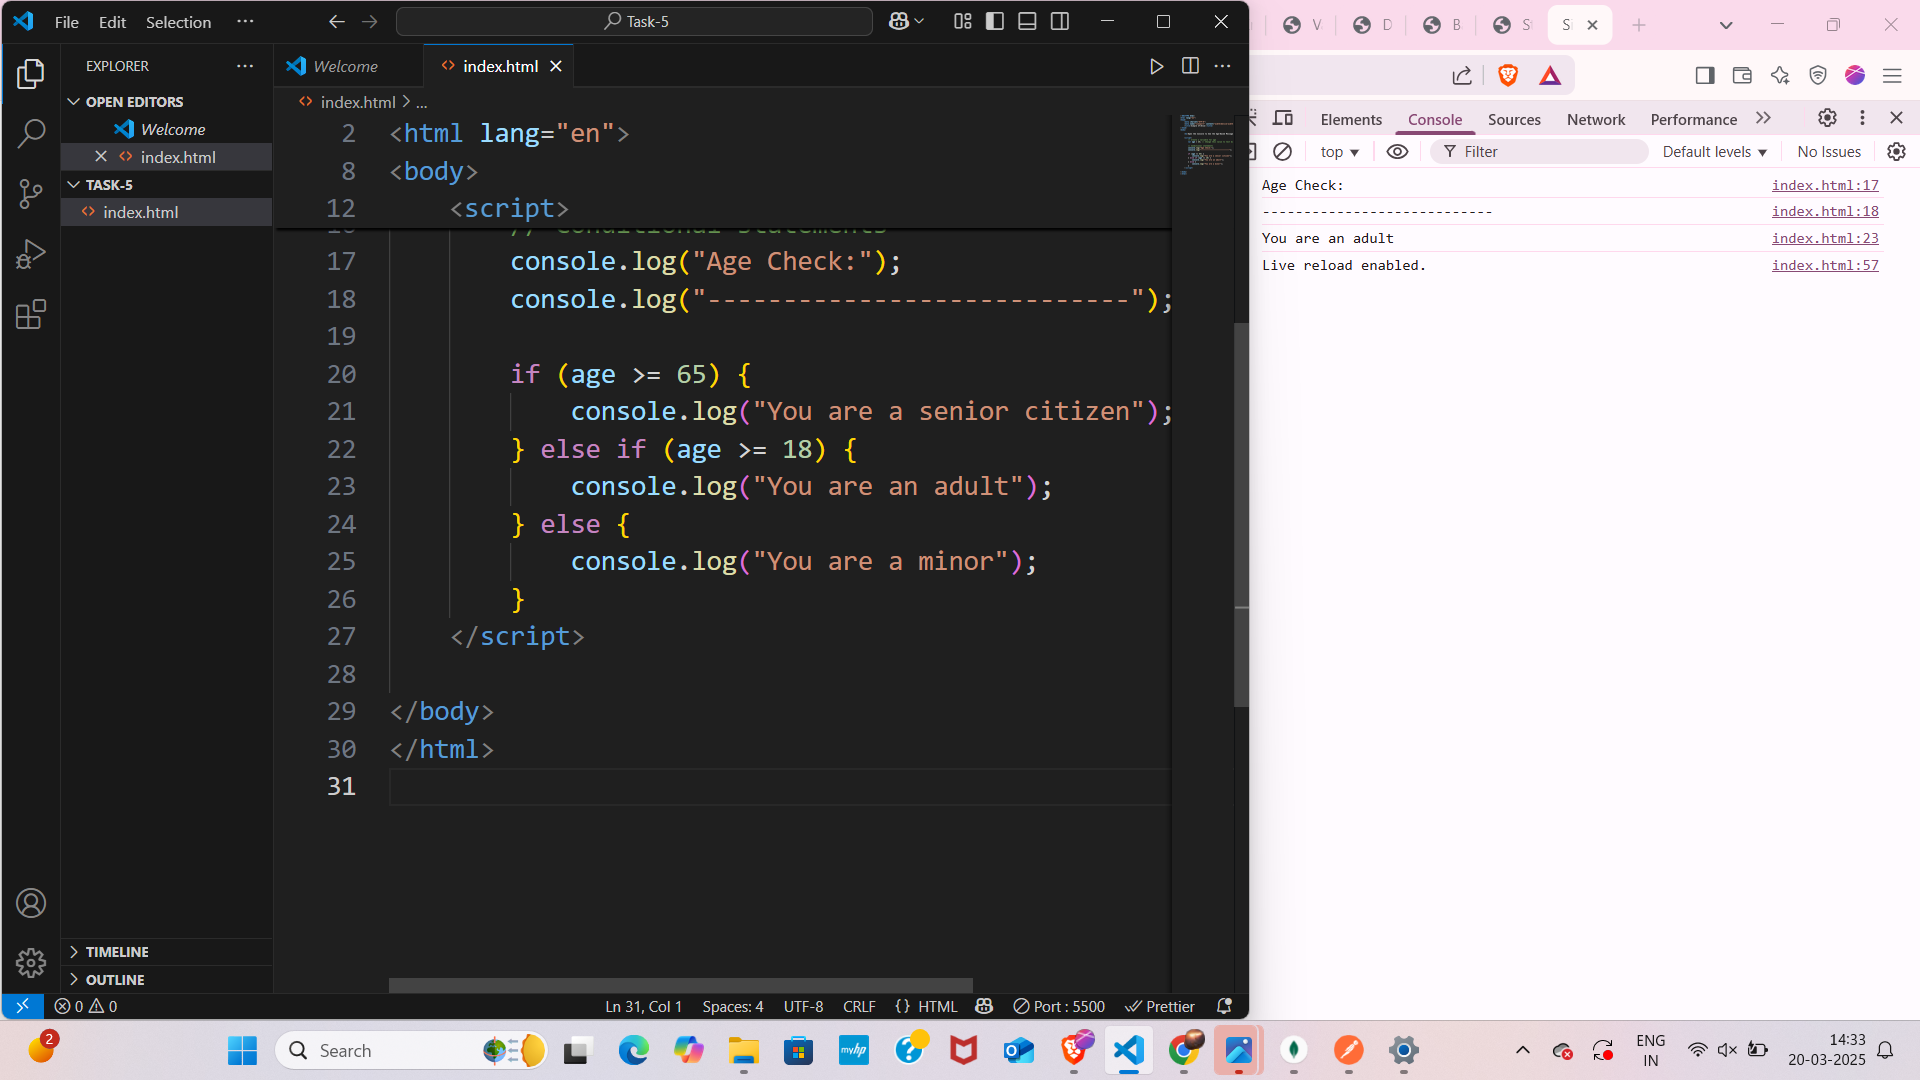 File Edit Selection ···
Task-5
EXPLORER
OPEN EDITORS
Welcome
index.html
TASK-5
index.html
TIMELINE
OUTLINE
Welcome
index.html
index.html > ...
2 <html lang="en">
8 <body>
12 <script>
16 // Conditional statements
17 console.log("Age Check:");
18 console.log("----------------------------");
19
20 if (age >= 65) {
21 console.log("You are a senior citizen");
22 } else if (age >= 18) {
23 console.log("You are an adult");
24 } else {
25 console.log("You are a minor");
26 }
27 </script>
28
29 </body>
30 </html>
31
0 0
Ln 31, Col 1 Spaces: 4 UTF-8 CRLF {} HTML Port : 5500 Prettier
V D B S S
Elements Console Sources Network Performance
top Filter Default levels No Issues
Age Check: index.html:17
---------------------------- index.html:18
You are an adult index.html:23
Live reload enabled. index.html:57
2
Search
myhp
ENG
IN
14:33
20-03-2025